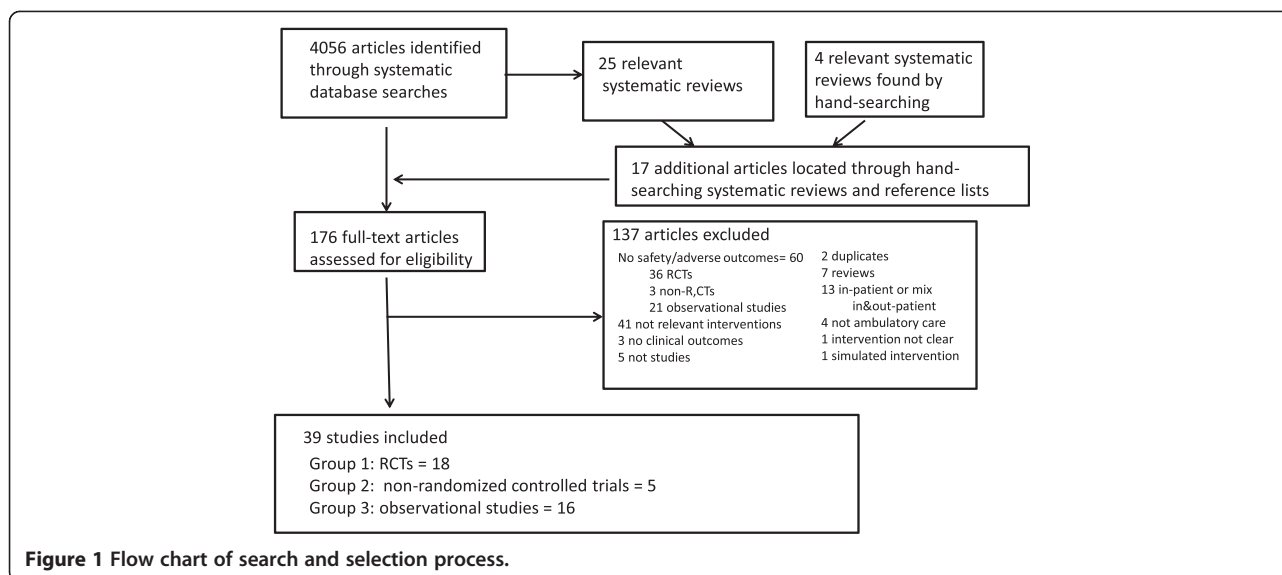 4056 articles identified
through systematic
database searches
25 relevant
systematic reviews
4 relevant systematic
reviews found by
hand-searching
17 additional articles located through hand-
searching systematic reviews and reference lists
176 full-text articles
assessed for eligibility
137 articles excluded
No safety/adverse outcomes= 60
36 RCTs
3 non-R,CTs
21 observational studies
41 not relevant interventions
3 no clinical outcomes
5 not studies
2 duplicates
7 reviews
13 in-patient or mix
in&out-patient
4 not ambulatory care
1 intervention not clear
1 simulated intervention
39 studies included
Group 1: RCTs = 18
Group 2:  non-randomized controlled trials = 5
Group 3: observational studies = 16
Figure 1 Flow chart of search and selection process.